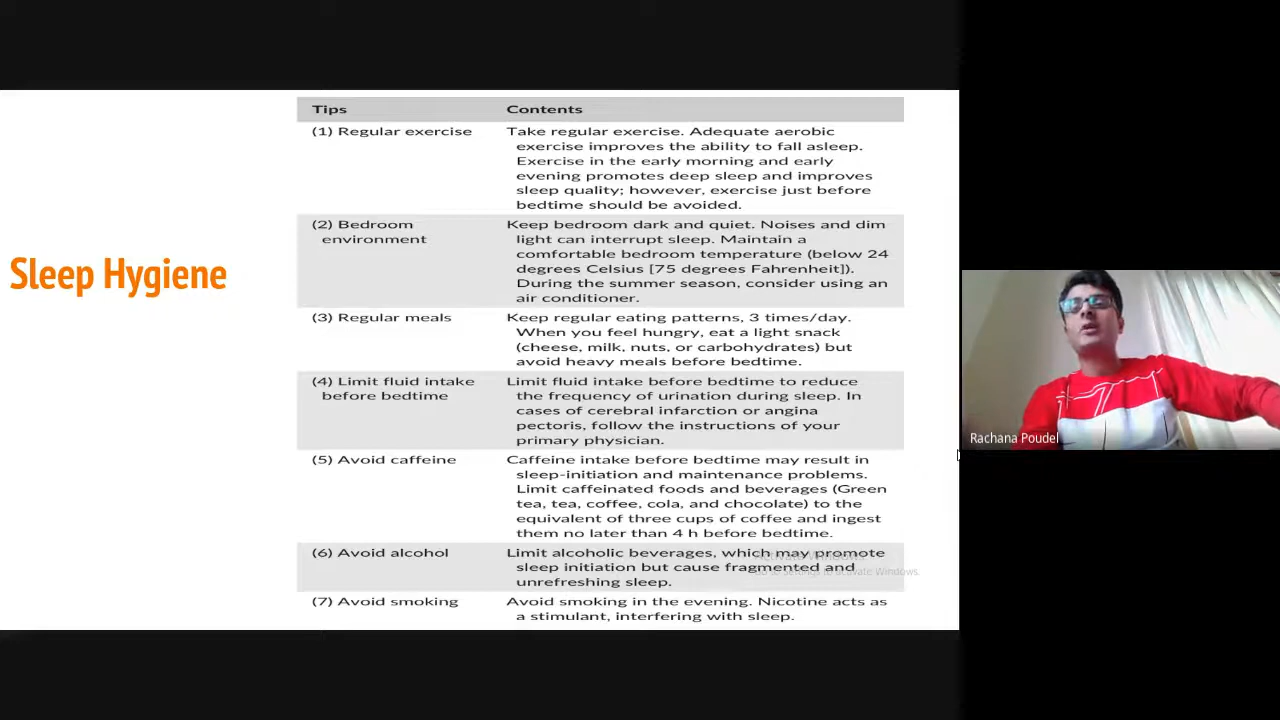 Sleep Hygiene
Tips Contents
(1) Regular exercise Take regular exercise. Adequate aerobic
exercise improves the ability to fall asleep.
Exercise in the early morning and early
evening promotes deep sleep and improves
sleep quality; however, exercise just before
bedtime should be avoided.
(2) Bedroom Keep bedroom dark and quiet. Noises and dim
environment light can interrupt sleep. Maintain a
comfortable bedroom temperature (below 24
degrees Celsius [75 degrees Fahrenheit]).
During the summer season, consider using an
air conditioner.
(3) Regular meals Keep regular eating patterns, 3 times/day.
When you feel hungry, eat a light snack
(cheese, milk, nuts, or carbohydrates) but
avoid heavy meals before bedtime.
(4) Limit fluid intake Limit fluid intake before bedtime to reduce
before bedtime the frequency of urination during sleep. In
cases of cerebral infarction or angina
pectoris, follow the instructions of your
primary physician.
(5) Avoid caffeine Caffeine intake before bedtime may result in
sleep-initiation and maintenance problems.
Limit caffeinated foods and beverages (Green
tea, tea, coffee, cola, and chocolate) to the
equivalent of three cups of coffee and ingest
them no later than 4 h before bedtime.
(6) Avoid alcohol Limit alcoholic beverages, which may promote
sleep initiation but cause fragmented and
unrefreshing sleep.
(7) Avoid smoking Avoid smoking in the evening. Nicotine acts as
a stimulant, interfering with sleep.
Activate Windows
Go to Settings to activate Windows.
Rachana Poudel